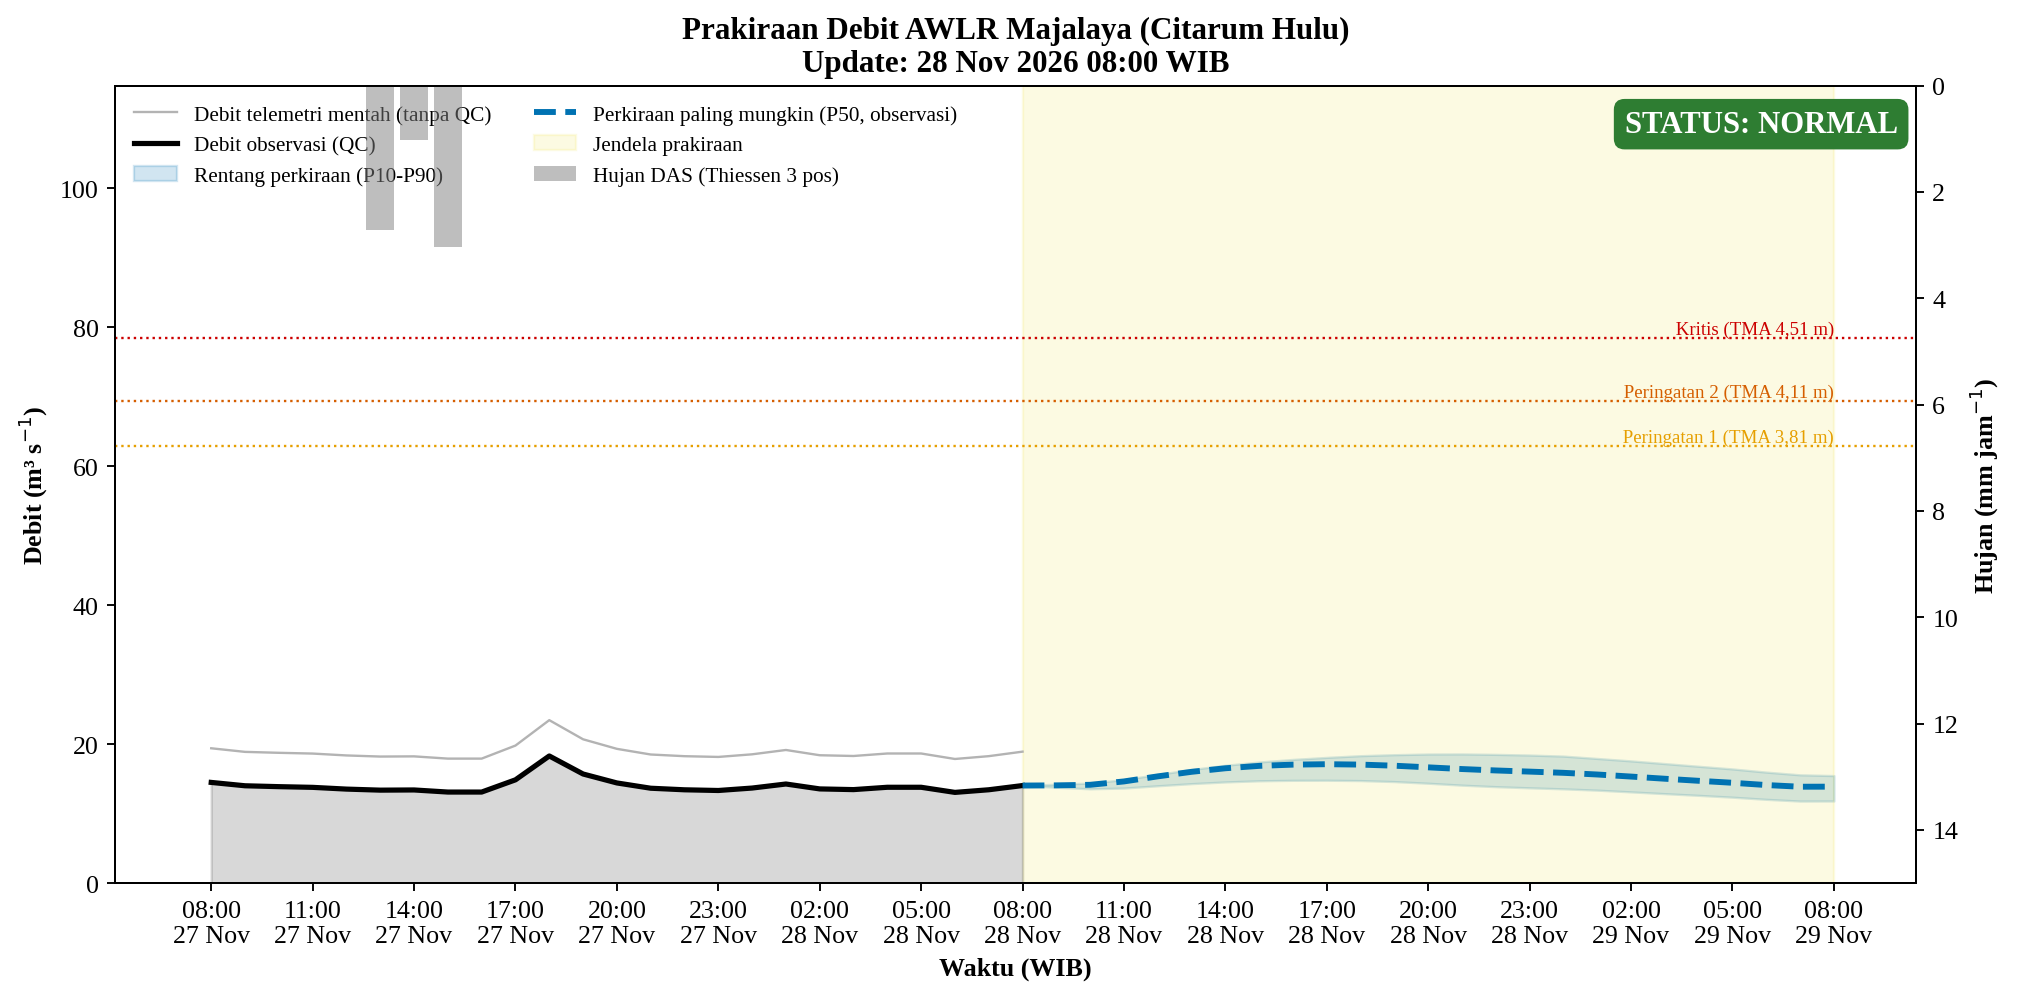 Prakiraan Debit AWLR Majalaya (Citarum Hulu)
Update: 28 Nov 2026 08:00 WIB
Debit telemetri mentah (tanpa QC)
Debit observasi (QC)
Rentang perkiraan (P10-P90)
Perkiraan paling mungkin (P50, observasi)
Jendela prakiraan
Hujan DAS (Thiessen 3 pos)
STATUS: NORMAL
Kritis (TMA 4,51 m)
Peringatan 2 (TMA 4,11 m)
Peringatan 1 (TMA 3,81 m)
Debit (m³ s⁻¹)
100
80
60
40
20
0
Hujan (mm jam⁻¹)
0
2
4
6
8
10
12
14
08:00 11:00 14:00 17:00 20:00 23:00 02:00 05:00 08:00 11:00 14:00 17:00 20:00 23:00 02:00 05:00 08:00
27 Nov 27 Nov 27 Nov 27 Nov 27 Nov 27 Nov 28 Nov 28 Nov 28 Nov 28 Nov 28 Nov 28 Nov 28 Nov 28 Nov 29 Nov 29 Nov 29 Nov
Waktu (WIB)